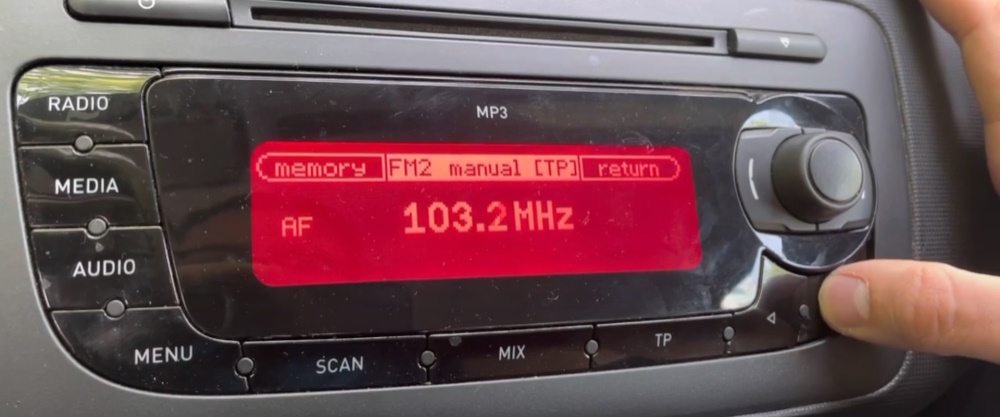 RADIO
MP3
memory FM2 manual [TP] return
MEDIA
AF 103.2 MHz
AUDIO
MENU SCAN MIX TP